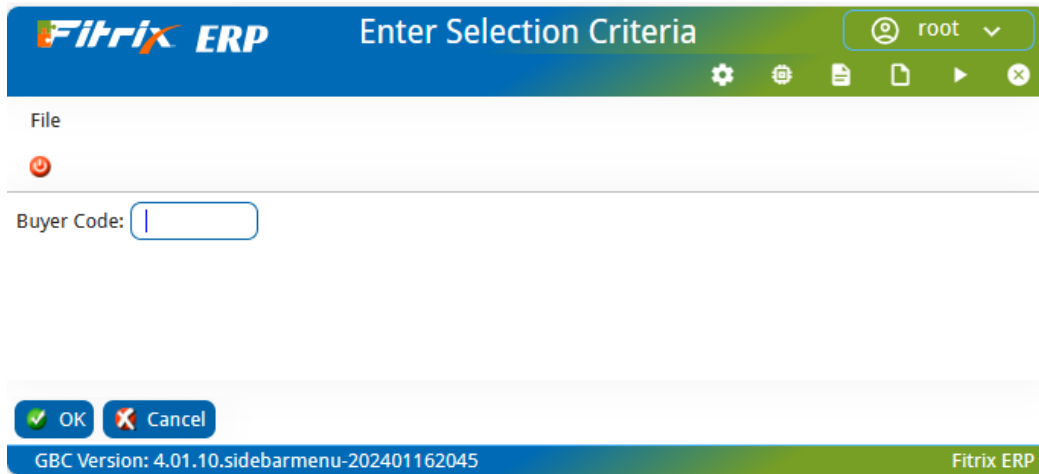 Fitrix ERP
Enter Selection Criteria
root
File
Buyer Code:
OK
Cancel
GBC Version: 4.01.10.sidebarmenu-202401162045
Fitrix ERP